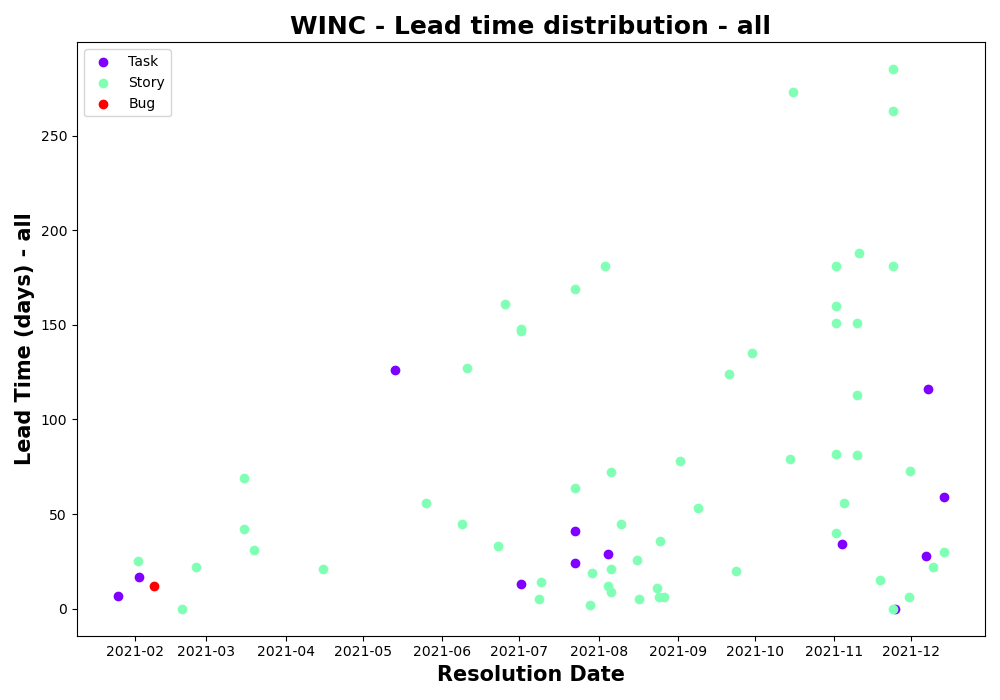 WINC - Lead time distribution - all
Task
Story
Bug
Lead Time (days) - all
250
200
150
100
50
0
2021-02 2021-03 2021-04 2021-05 2021-06 2021-07 2021-08 2021-09 2021-10 2021-11 2021-12
Resolution Date